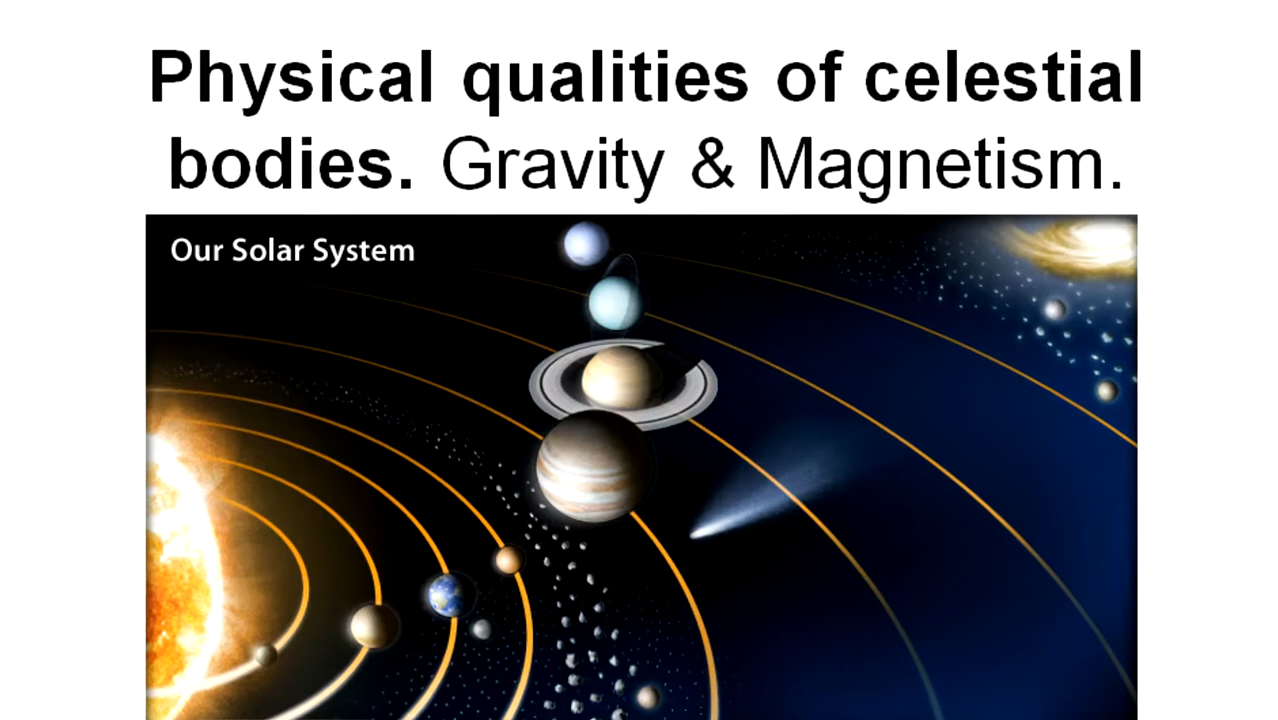 Physical qualities of celestial
bodies. Gravity & Magnetism.
Our Solar System